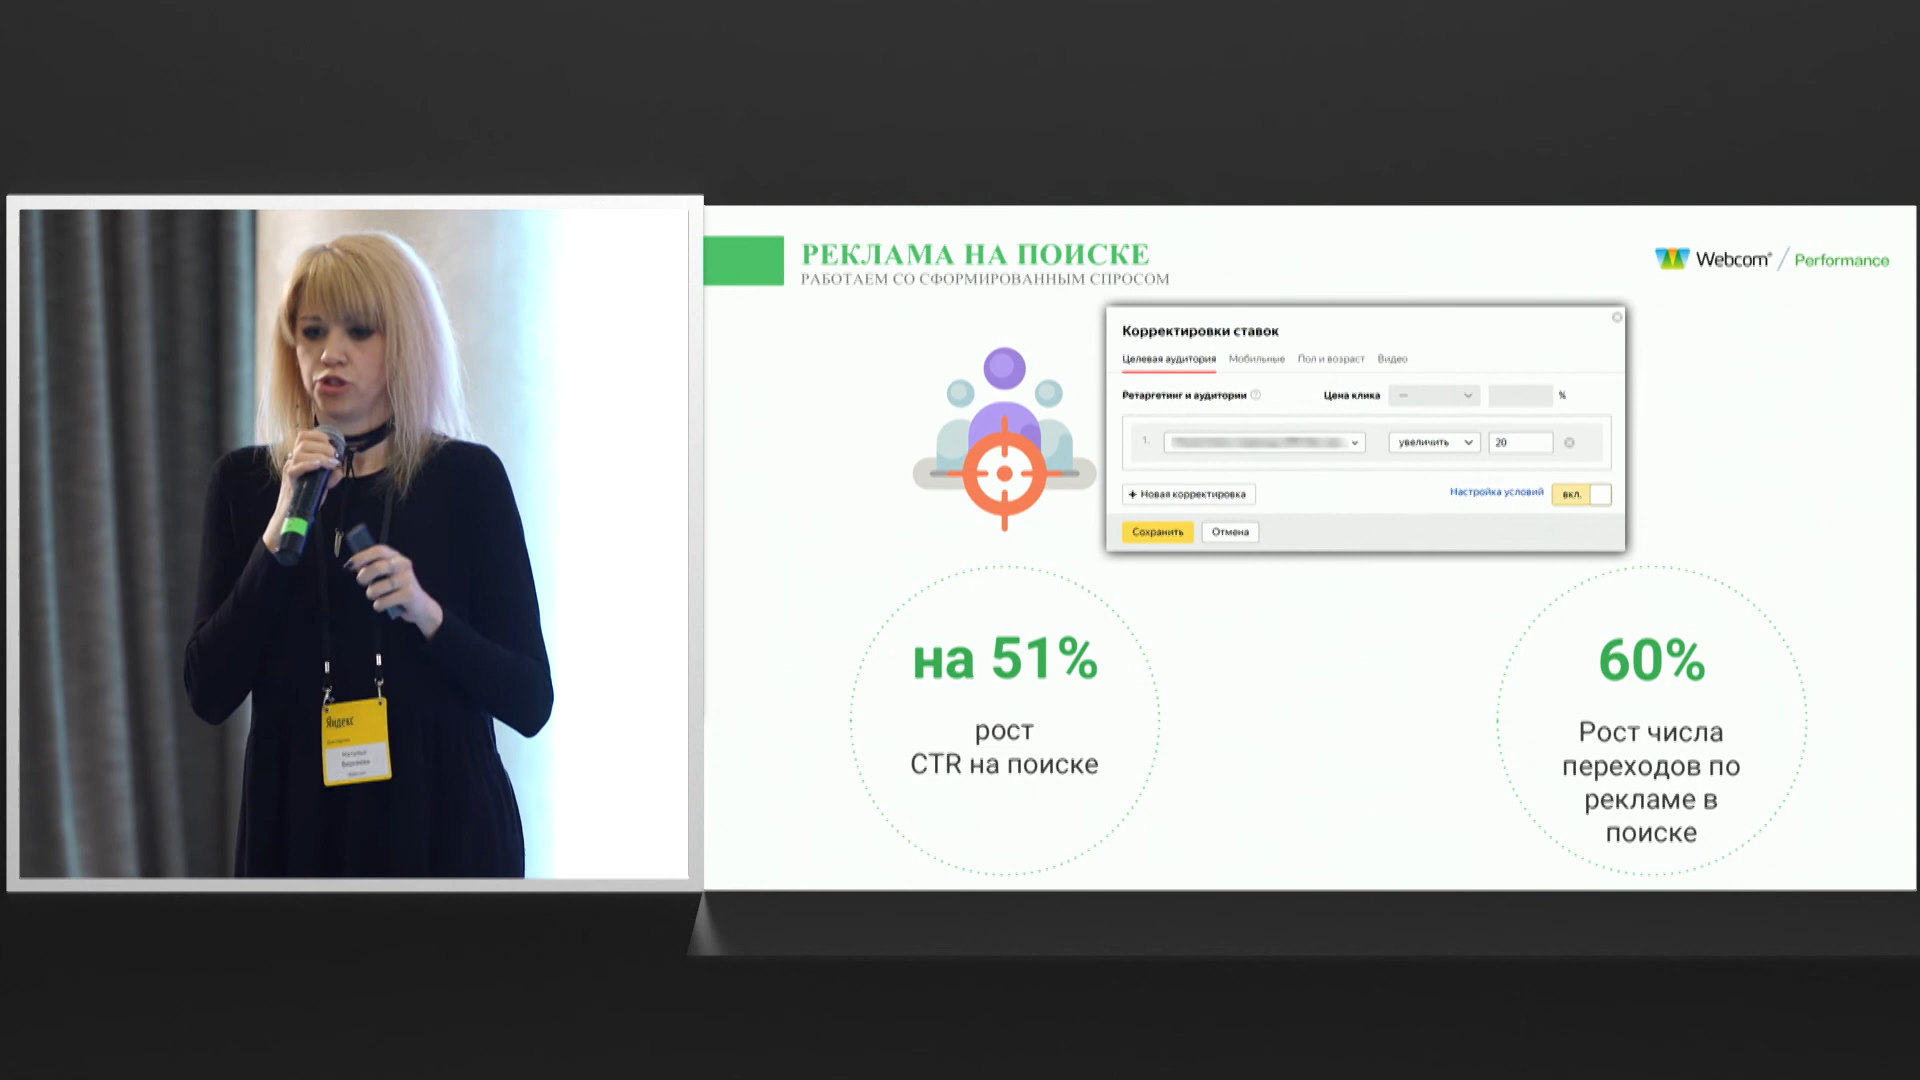 РЕКЛАМА НА ПОИСКЕ
РАБОТАЕМ СО СФОРМИРОВАННЫМ СПРОСОМ
Webcom / Performance
Корректировки ставок
Целевая аудитория Мобильные Пол и возраст Видео
Ретаргетинг и аудитории Цена клика – %
1. увеличить 20
+ Новая корректировка Настройка условий вкл.
Сохранить Отмена
на 51%
рост
CTR на поиске
60%
Рост числа
переходов по
рекламе в
поиске
Яндекс
Наталья